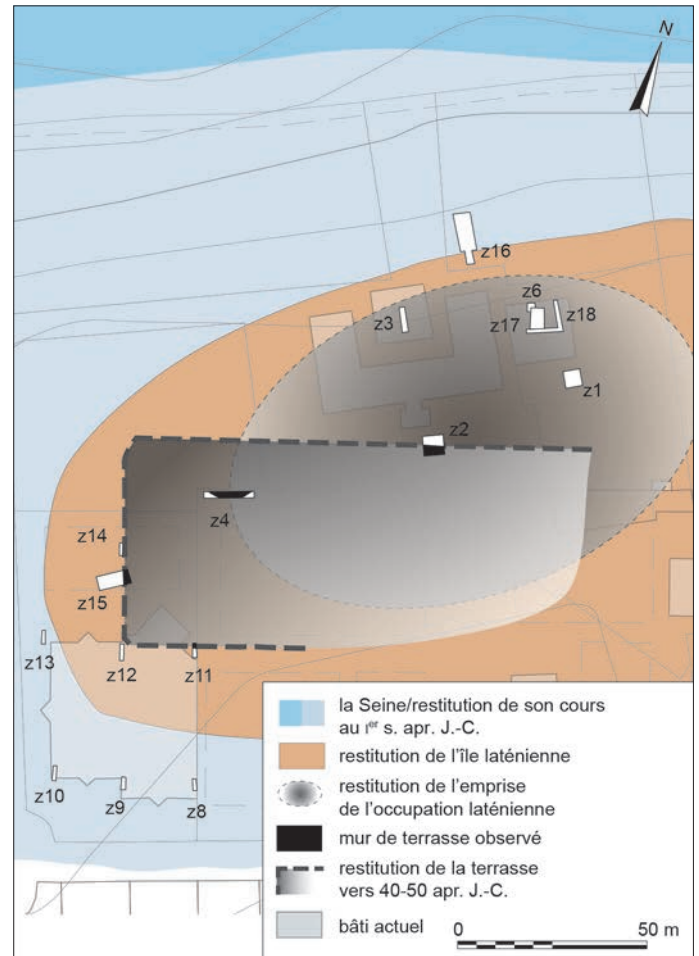 N
z16
z6
z3
z17
z18
z1
z2
z4
z14
z15
z13
z12
z11
z10
z9
z8
la Seine/restitution de son cours
au Ier s. apr. J.-C.
restitution de l'île laténienne
restitution de l'emprise
de l'occupation laténienne
mur de terrasse observé
restitution de la terrasse
vers 40-50 apr. J.-C.
bâti actuel
0 50 m